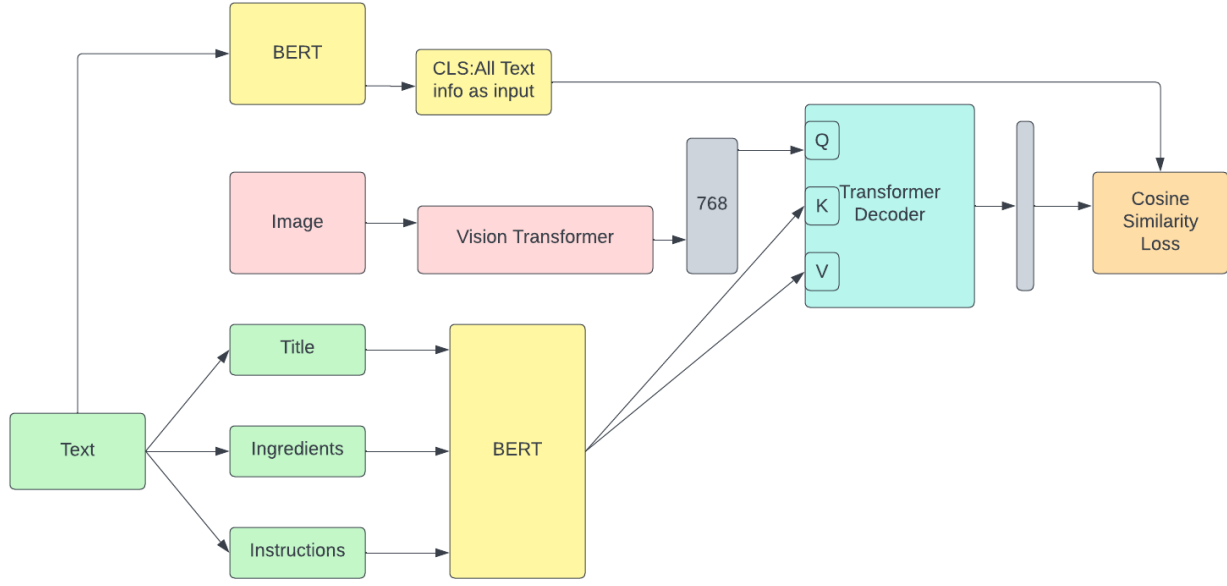 BERT
CLS:All Text
info as input
Image
Vision Transformer
768
Q
K
V
Transformer
Decoder
Cosine
Similarity
Loss
Text
Title
Ingredients
Instructions
BERT